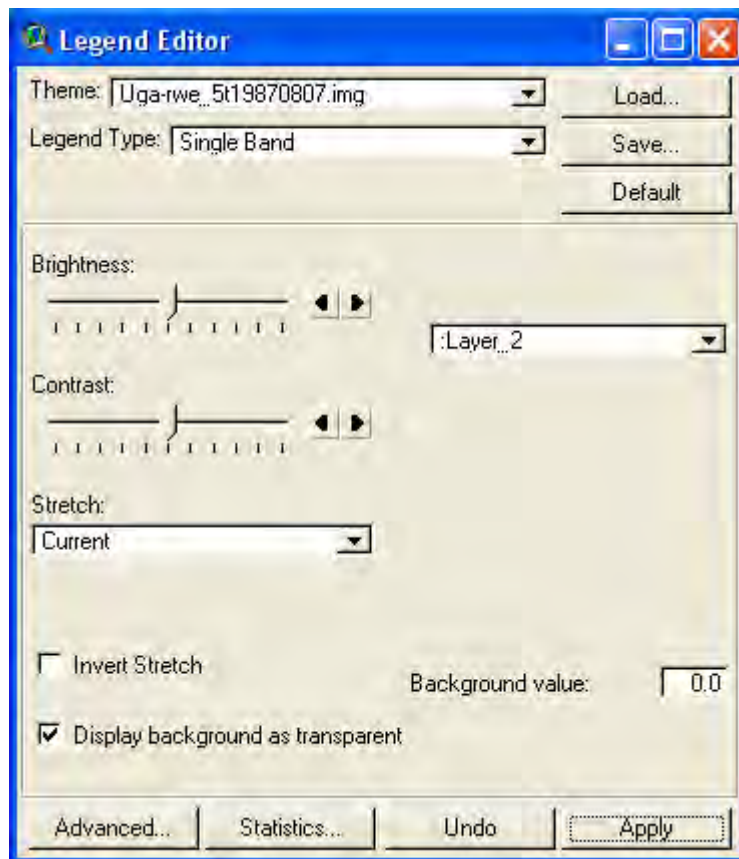 Legend Editor
Theme: Uga-rwe_5t19870807.img
Load...
Legend Type: Single Band
Save...
Default
Brightness:
:Layer_2
Contrast:
Stretch:
Current
Invert Stretch
Background value: 0.0
Display background as transparent
Advanced... Statistics... Undo Apply